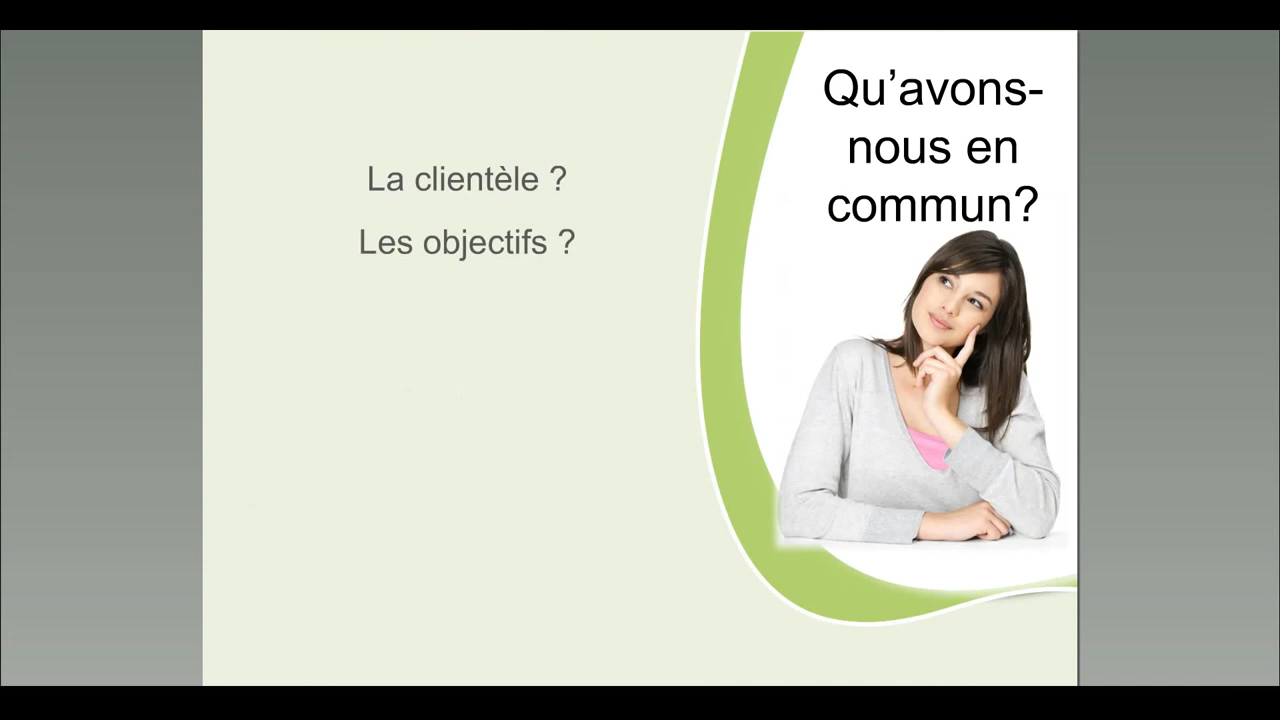 Qu’avons-
nous en
commun?
La clientèle ?
Les objectifs ?